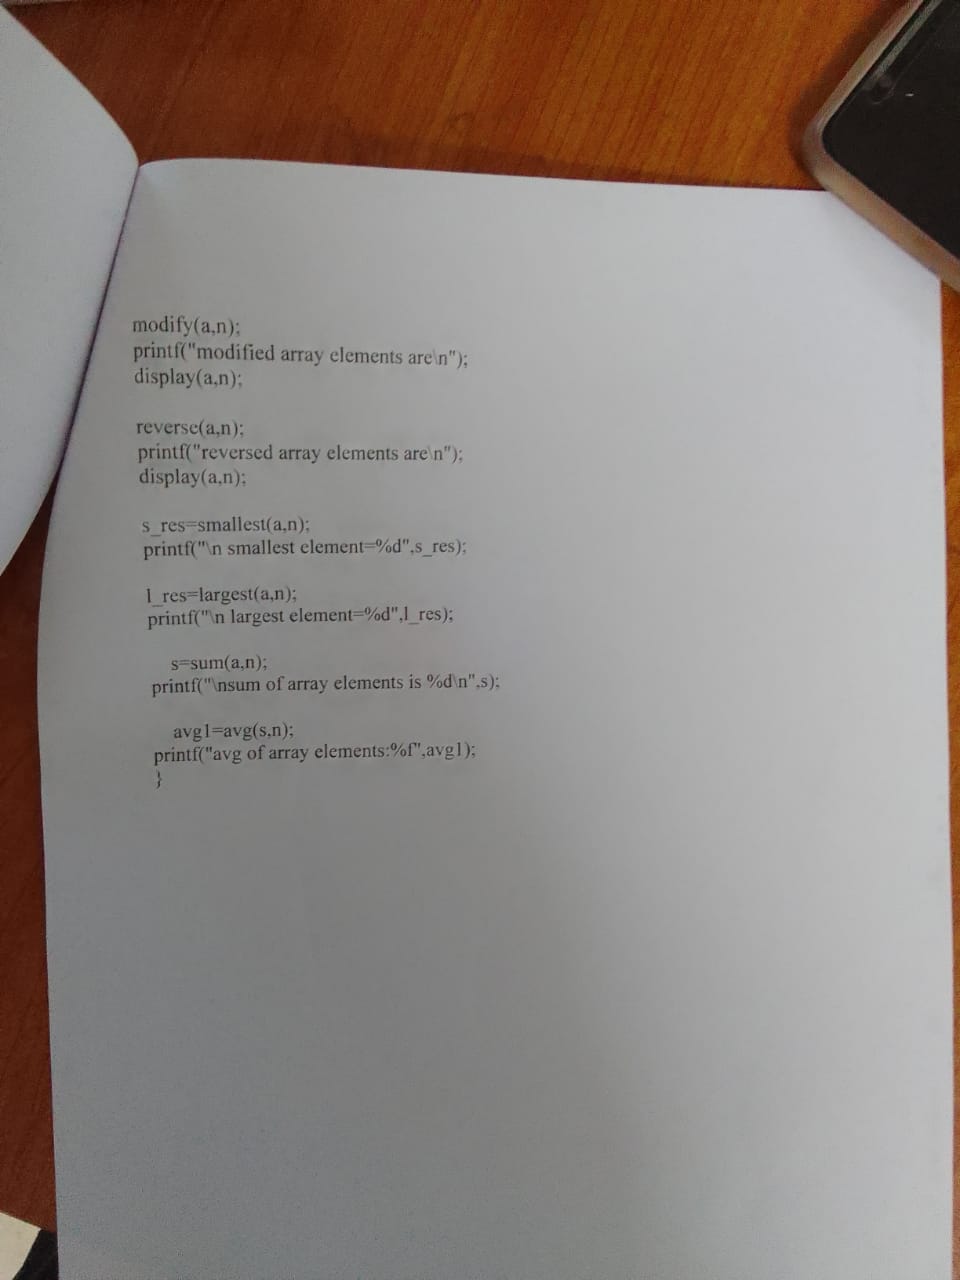 modify(a,n);
printf("modified array elements are\n");
display(a,n);
reverse(a,n);
printf("reversed array elements are\n");
display(a,n);
s_res=smallest(a,n);
printf("\n smallest element=%d",s_res);
l_res=largest(a,n);
printf("\n largest element=%d",l_res);
s=sum(a,n);
printf("\nsum of array elements is %d\n",s);
avg1=avg(s,n);
printf("avg of array elements:%f",avg1);
}